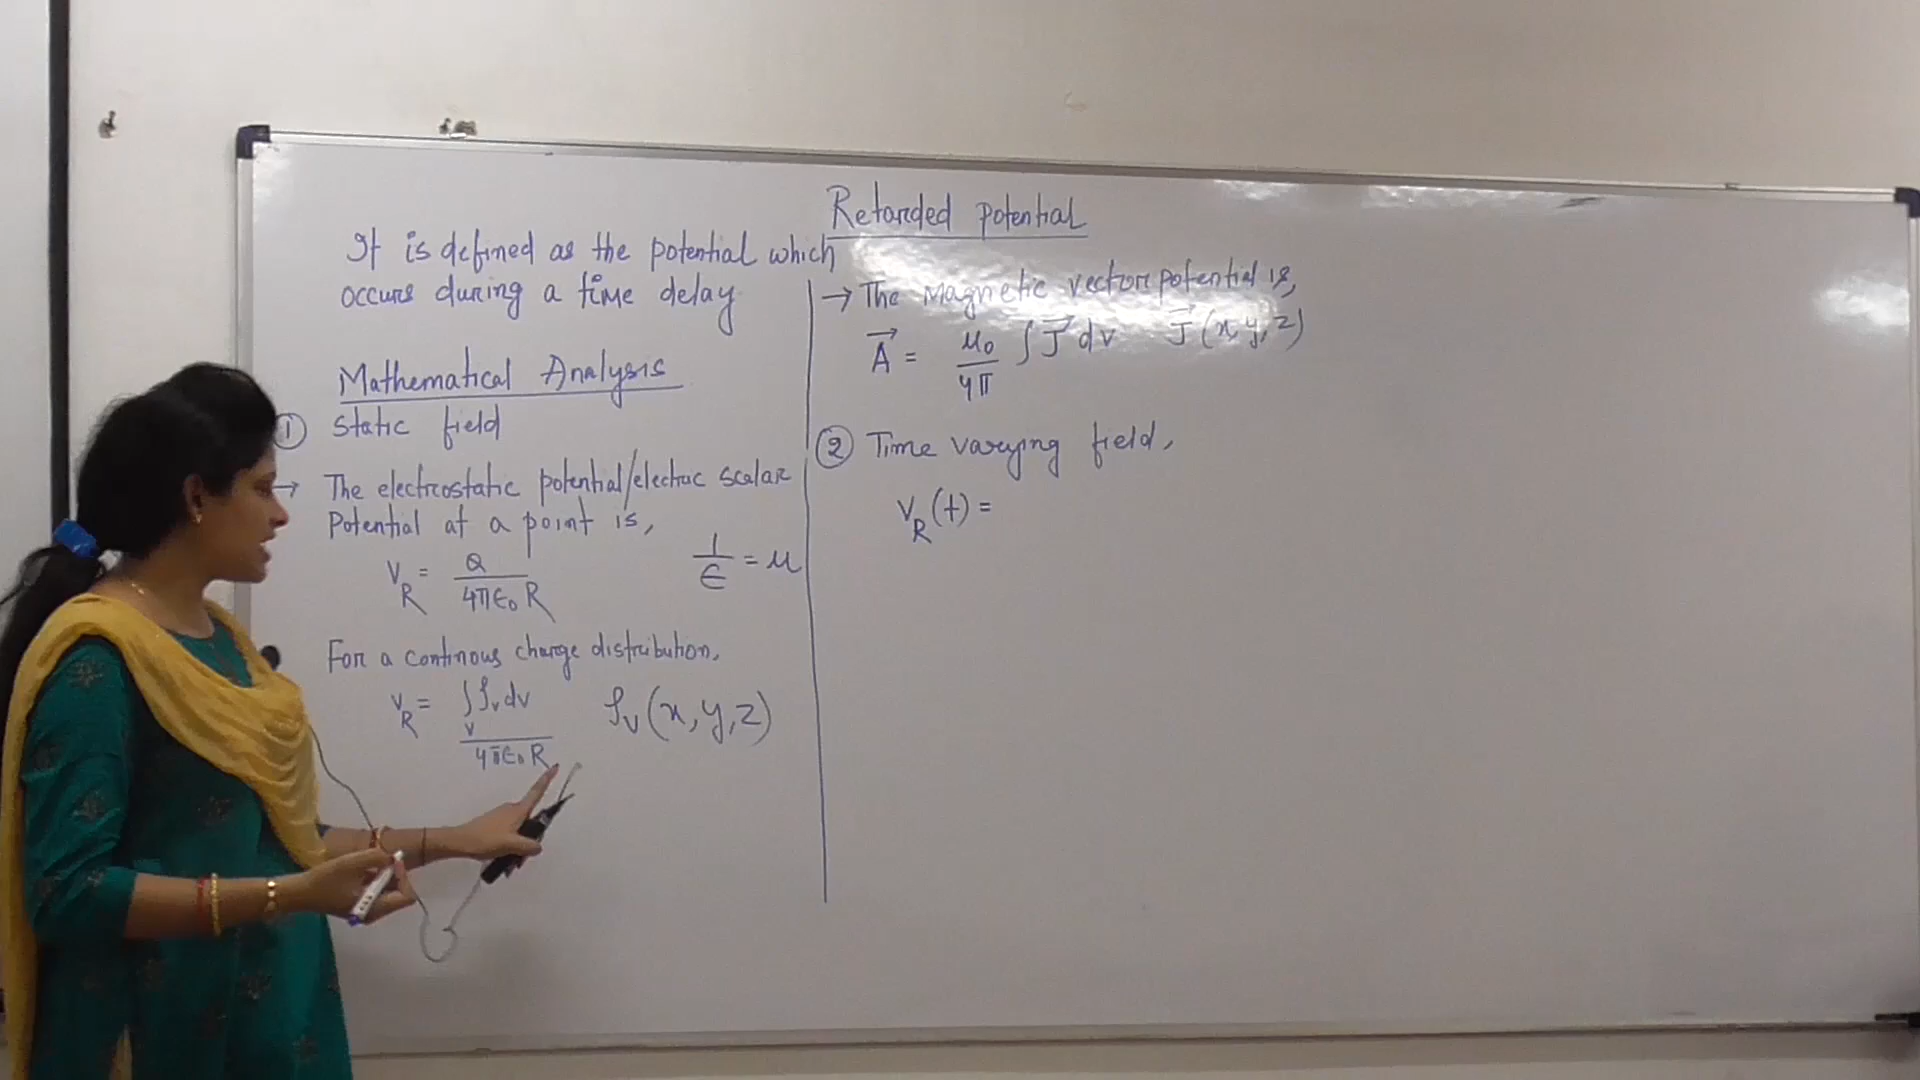 Retarded potential
It is defined as the potential which
occurs during a time delay
Mathematical Analysis
① Static field
→ The electrostatic potential/electric scalar
Potential at a point is,
V_R = Q / 4πε₀R
1/ε = μ
For a continous charge distribution,
V_R = ∫_v ρ_v dv / 4πε₀R
ρ_v (x, y, z)
→ The Magnetic vector potential is,
A⃗ = μ₀/4π ∫ J⃗ dv J⃗ (x, y, z)
② Time varying field,
V_R(t) =